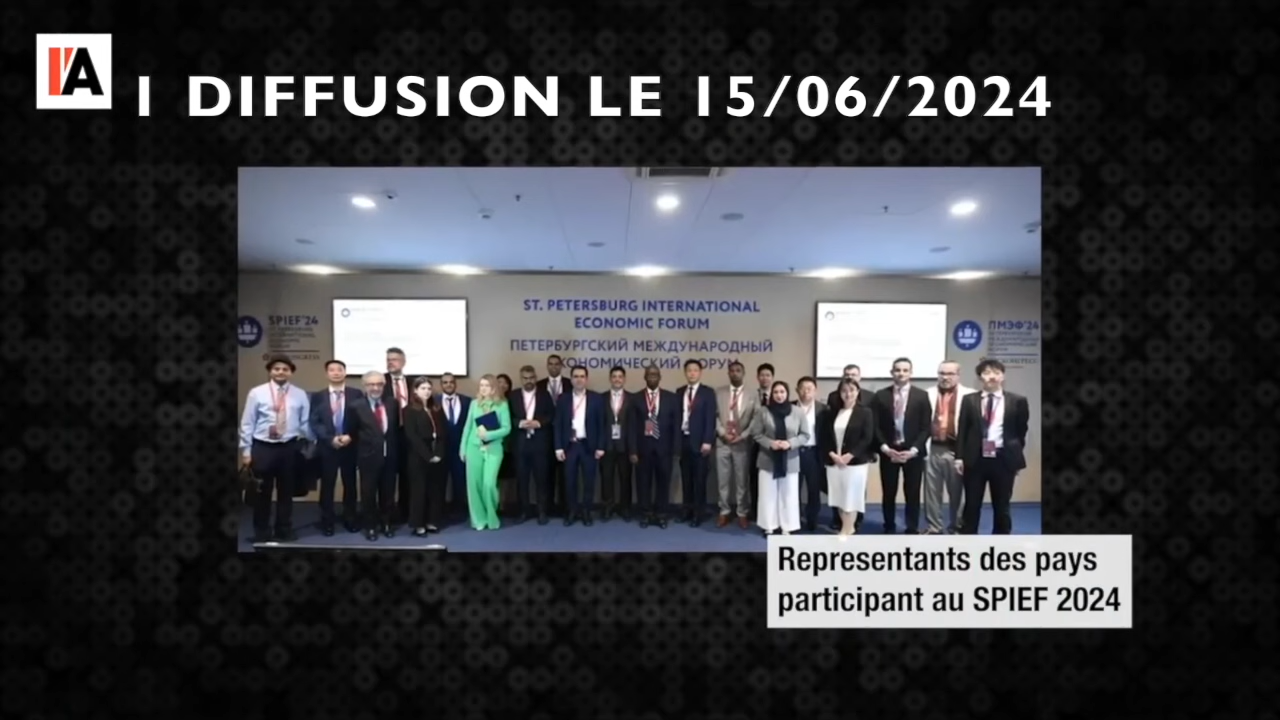 I'A
I DIFFUSION LE 15/06/2024
ST. PETERSBURG INTERNATIONAL
ECONOMIC FORUM
ПЕТЕРБУРГСКИЙ МЕЖДУНАРОДНЫЙ
ЭКОНОМИЧЕСКИЙ ФОРУМ
SPIEF'24
ПМЭФ'24
Representants des pays
participant au SPIEF 2024